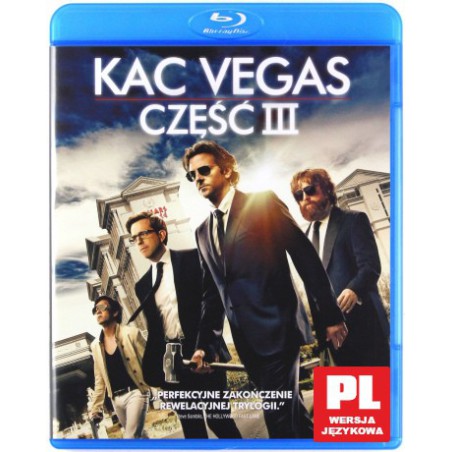 Blu-ray Disc
KAC VEGAS
CZĘŚĆ III
„PERFEKCYJNE ZAKOŃCZENIE
REWELACYJNEJ TRYLOGII.”
PL
WERSJA
JĘZYKOWA